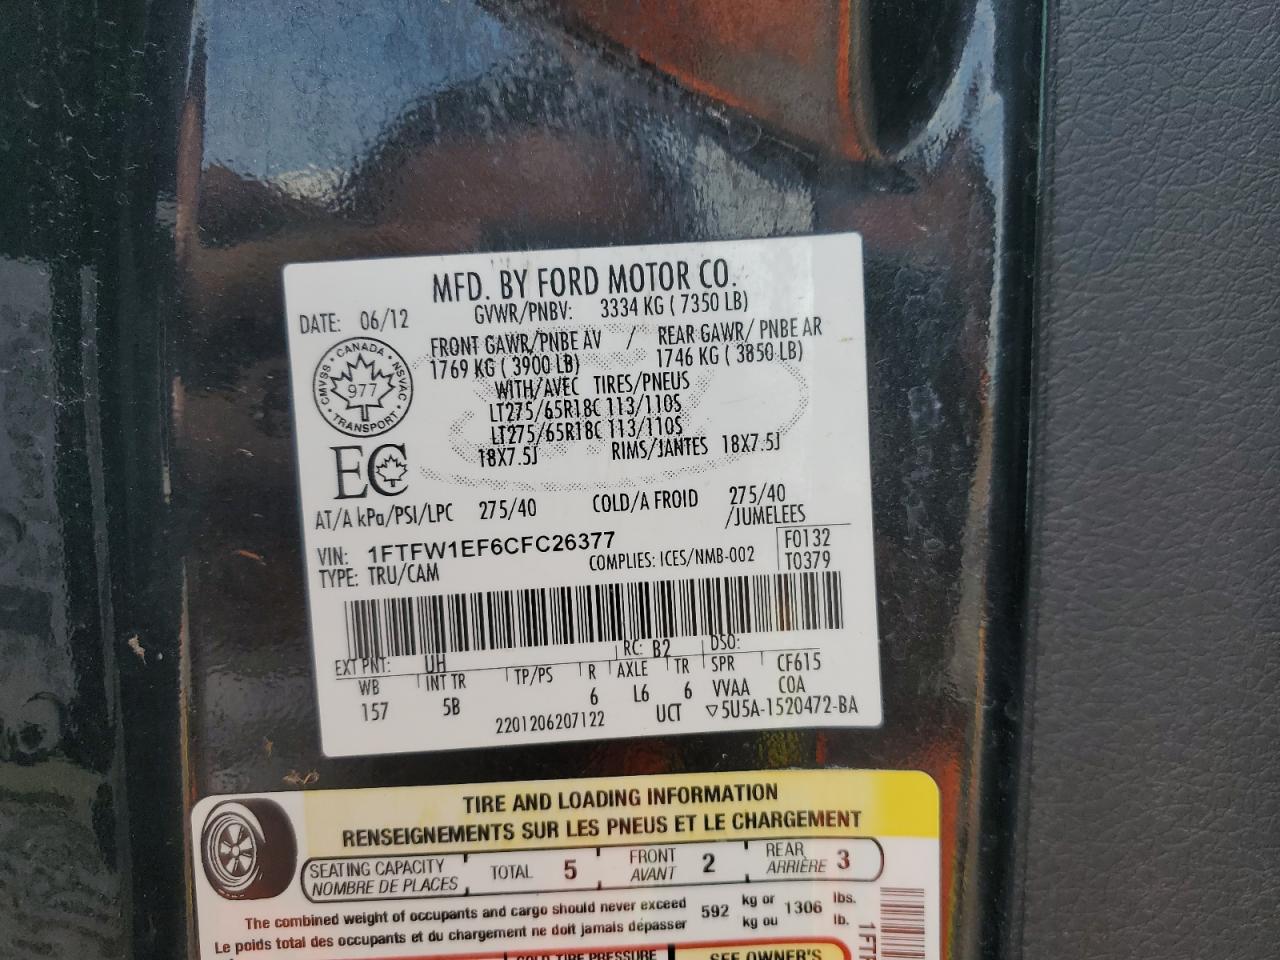 MFD. BY FORD MOTOR CO.
DATE: 06/12 GVWR/PNBV: 3334 KG ( 7350 LB)
FRONT GAWR/PNBE AV / REAR GAWR/ PNBE AR
1769 KG ( 3900 LB) 1746 KG ( 3850 LB)
WITH/AVEC TIRES/PNEUS
LT275/65R18C 113/110S
LT275/65R18C 113/110S
18X7.5J RIMS/JANTES 18X7.5J
CANADA
CMVSS NSVAC
977
TRANSPORT
EC
AT/A kPa/PSI/LPC 275/40 COLD/A FROID 275/40
/JUMELEES
VIN: 1FTFW1EF6CFC26377 F0132
TYPE: TRU/CAM COMPLIES: ICES/NMB-002 T0379
EXT PNT: UH RC: B2 DSO:
WB INT TR TP/PS R AXLE TR SPR CF615
157 5B 6 L6 6 VVAA COA
2201206207122 UCT ▽5U5A-1520472-BA
TIRE AND LOADING INFORMATION
RENSEIGNEMENTS SUR LES PNEUS ET LE CHARGEMENT
SEATING CAPACITY TOTAL 5 FRONT 2 REAR 3
NOMBRE DE PLACES AVANT ARRIÈRE
The combined weight of occupants and cargo should never exceed 592 kg or 1306 lbs.
Le poids total des occupants et du chargement ne doit jamais dépasser kg ou lb.
COLD TIRE PRESSURE SEE OWNER'S
1FTF